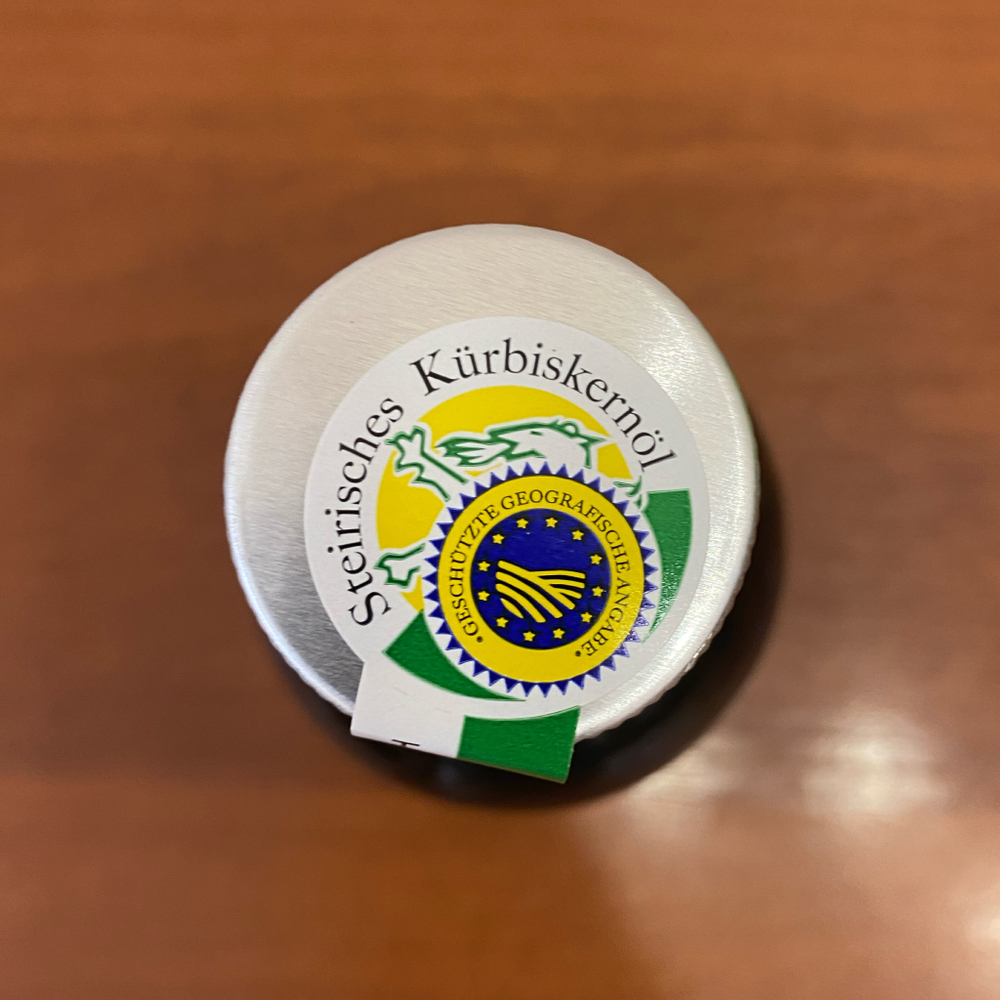 Steirisches Kürbiskernöl
• GESCHÜTZTE GEOGRAFISCHE ANGABE •
H